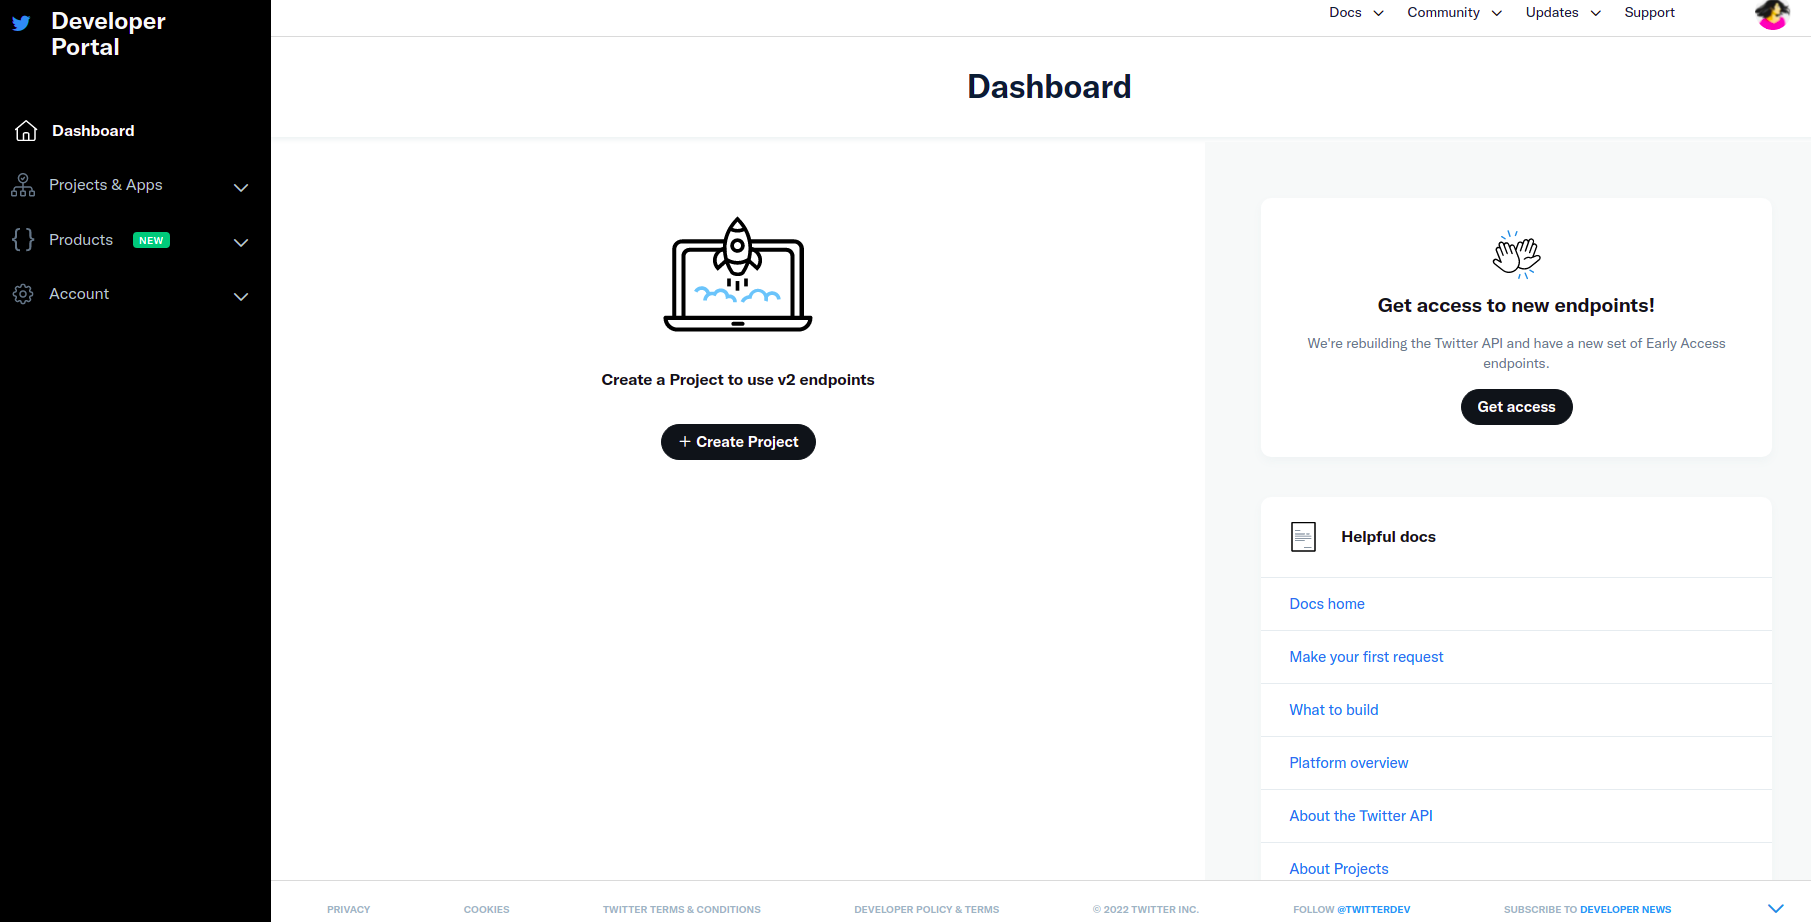 Developer
Portal
Docs
Community
Updates
Support
Dashboard
Dashboard
Projects & Apps
Products
NEW
Account
Create a Project to use v2 endpoints
+ Create Project
Get access to new endpoints!
We're rebuilding the Twitter API and have a new set of Early Access
endpoints.
Get access
Helpful docs
Docs home
Make your first request
What to build
Platform overview
About the Twitter API
About Projects
PRIVACY
COOKIES
TWITTER TERMS & CONDITIONS
DEVELOPER POLICY & TERMS
© 2022 TWITTER INC.
FOLLOW @TWITTERDEV
SUBSCRIBE TO DEVELOPER NEWS